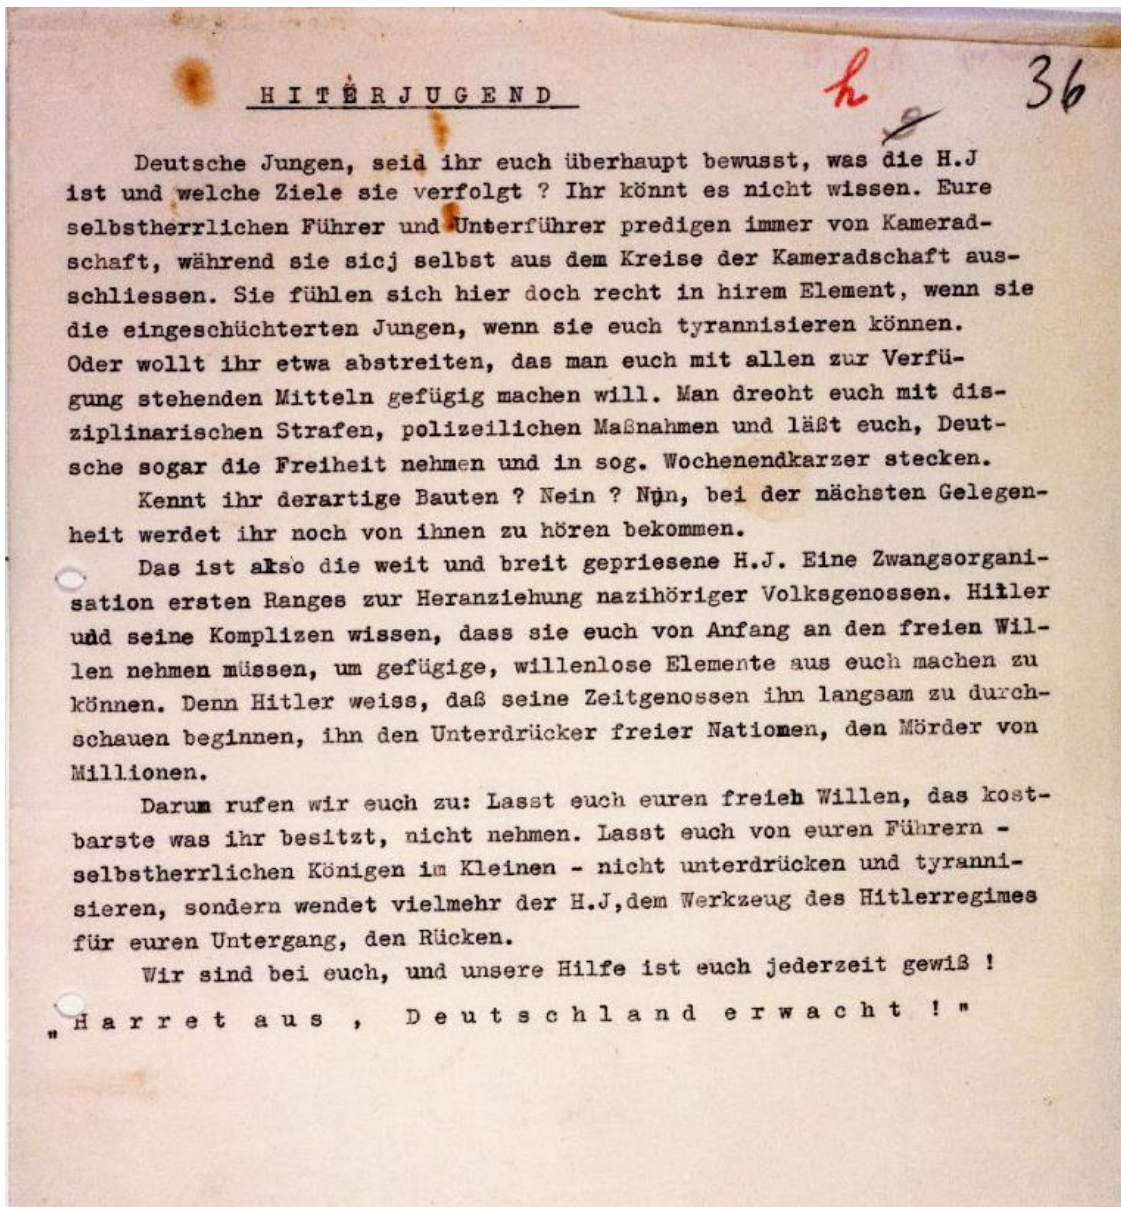 HITERJUGEND
h
36
Deutsche Jungen, seid ihr euch überhaupt bewusst, was die H.J
ist und welche Ziele sie verfolgt ? Ihr könnt es nicht wissen. Eure
selbstherrlichen Führer und Unterführer predigen immer von Kamerad-
schaft, während sie sicj selbst aus dem Kreise der Kameradschaft aus-
schliessen. Sie fühlen sich hier doch recht in hirem Element, wenn sie
die eingeschüchterten Jungen, wenn sie euch tyrannisieren können.
Oder wollt ihr etwa abstreiten, das man euch mit allen zur Verfü-
gung stehenden Mitteln gefügig machen will. Man dreoht euch mit dis-
ziplinarischen Strafen, polizeilichen Maßnahmen und läßt euch, Deut-
sche sogar die Freiheit nehmen und in sog. Wochenendkarzer stecken.
Kennt ihr derartige Bauten ? Nein ? Nun, bei der nächsten Gelegen-
heit werdet ihr noch von ihnen zu hören bekommen.
Das ist also die weit und breit gepriesene H.J. Eine Zwangsorgani-
sation ersten Ranges zur Heranziehung nazihöriger Volksgenossen. Hitler
und seine Komplizen wissen, dass sie euch von Anfang an den freien Wil-
len nehmen müssen, um gefügige, willenlose Elemente aus euch machen zu
können. Denn Hitler weiss, daß seine Zeitgenossen ihn langsam zu durch-
schauen beginnen, ihn den Unterdrücker freier Nationen, den Mörder von
Millionen.
Darum rufen wir euch zu: Lasst euch euren freien Willen, das kost-
barste was ihr besitzt, nicht nehmen. Lasst euch von euren Führern -
selbstherrlichen Königen im Kleinen - nicht unterdrücken und tyranni-
sieren, sondern wendet vielmehr der H.J,dem Werkzeug des Hitlerregimes
für euren Untergang, den Rücken.
Wir sind bei euch, und unsere Hilfe ist euch jederzeit gewiß !
„Harret aus , Deutschland erwacht !"